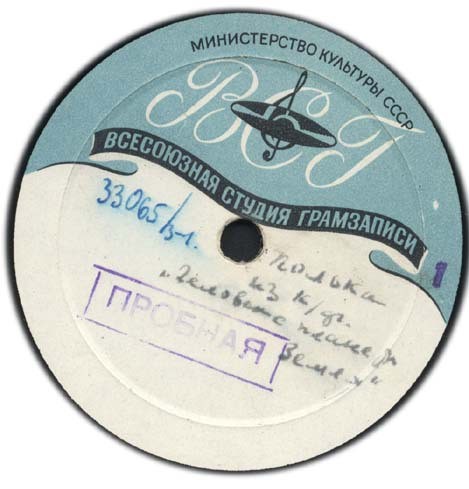 МИНИСТЕРСТВО КУЛЬТУРЫ СССР
ВСГ
ВСЕСОЮЗНАЯ СТУДИЯ ГРАМЗАПИСИ
33065/3-1.
1
Полька
из к/ф.
„Человек с планеты
Земля“
ПРОБНАЯ